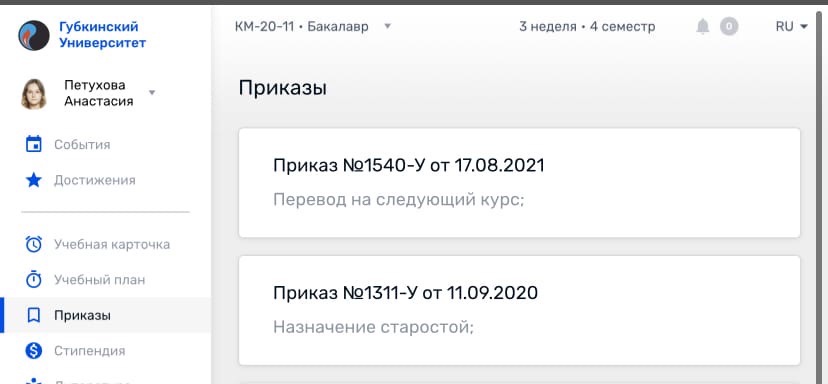 Губкинский
Университет
КМ-20-11 • Бакалавр
3 неделя • 4 семестр
0
RU
Петухова
Анастасия
События
Достижения
Учебная карточка
Учебный план
Приказы
Стипендия
Приказы
Приказ №1540-У от 17.08.2021
Перевод на следующий курс;
Приказ №1311-У от 11.09.2020
Назначение старостой;